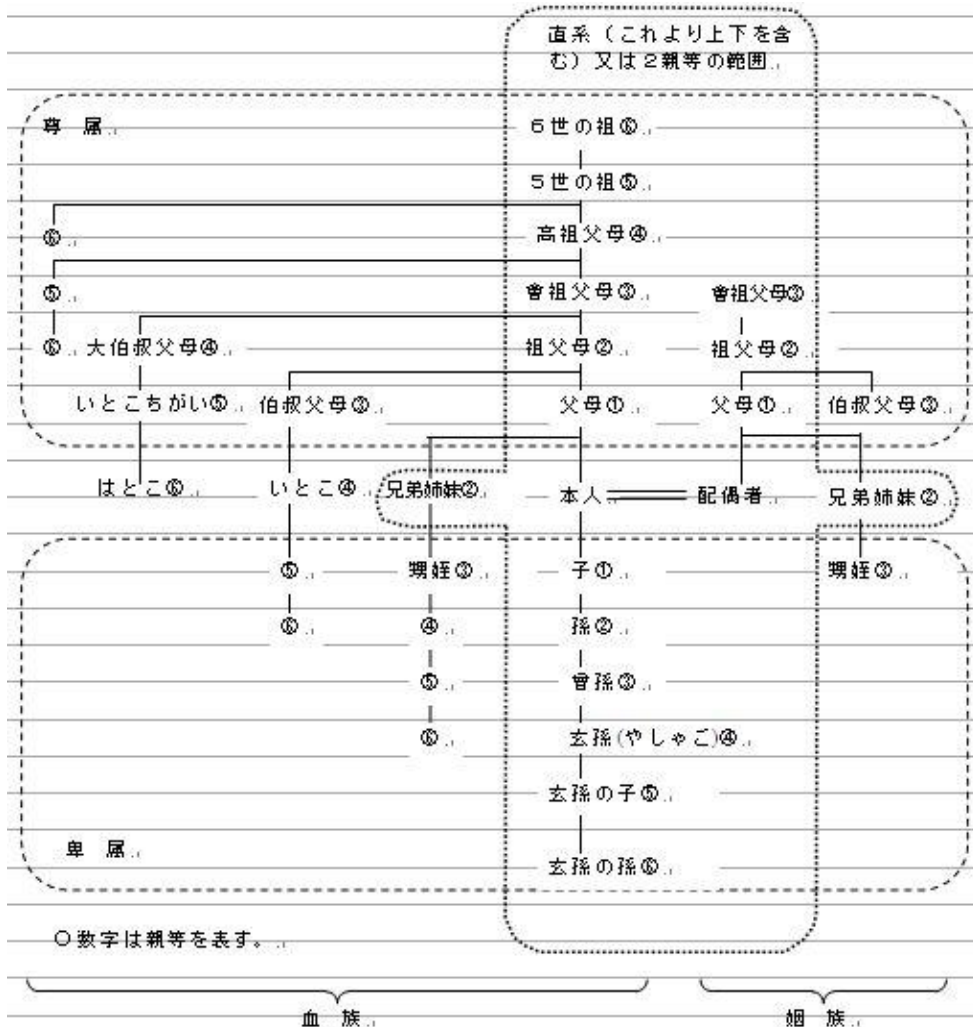 直系（これより上下を含
む）又は２親等の範囲
尊 属
６世の祖⑥
５世の祖⑤
⑥ 高祖父母④
⑤ 曾祖父母③ 曾祖父母③
⑥ 大伯叔父母④ 祖父母② 祖父母②
いとこちがい⑤ 伯叔父母③ 父母① 父母① 伯叔父母③
はとこ⑥ いとこ④ 兄弟姉妹② 本人 配偶者 兄弟姉妹②
⑤ 甥姪③ 子① 甥姪③
⑥ ④ 孫②
⑤ 曾孫③
⑥ 玄孫(やしゃご)④
玄孫の子⑤
卑 属
玄孫の孫⑥
○数字は親等を表す。
血 族 姻 族